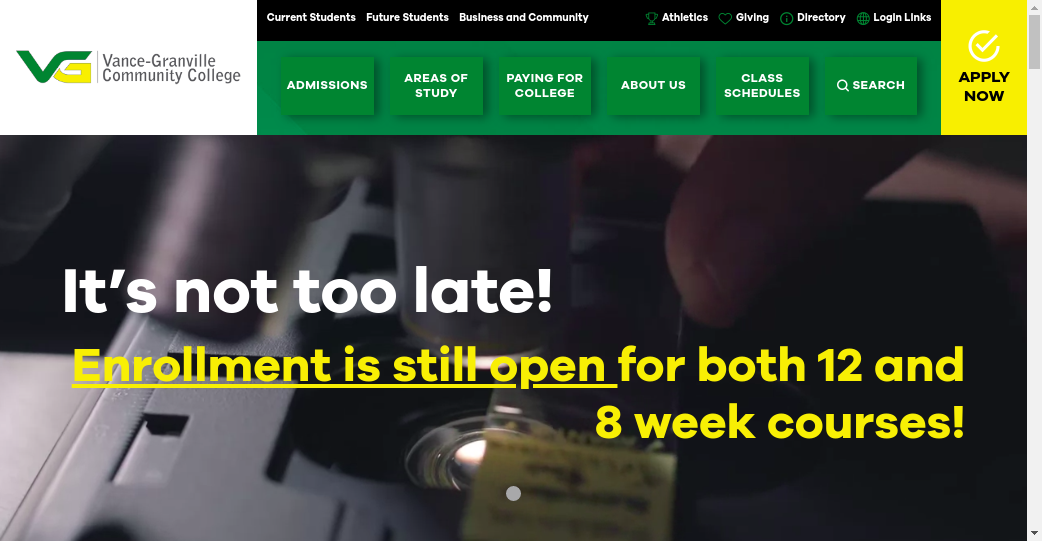 Current Students Future Students Business and Community
Athletics Giving Directory Login Links
Vance-Granville
Community College
ADMISSIONS
AREAS OF
STUDY
PAYING FOR
COLLEGE
ABOUT US
CLASS
SCHEDULES
SEARCH
APPLY
NOW
It's not too late!
Enrollment is still open for both 12 and
8 week courses!